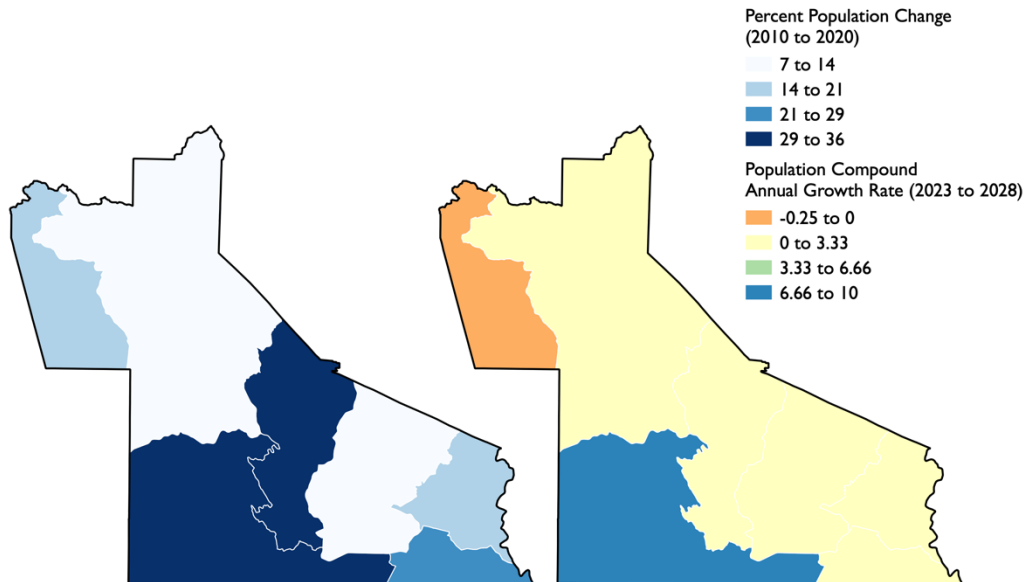 Percent Population Change
(2010 to 2020)
7 to 14
14 to 21
21 to 29
29 to 36
Population Compound
Annual Growth Rate (2023 to 2028)
-0.25 to 0
0 to 3.33
3.33 to 6.66
6.66 to 10